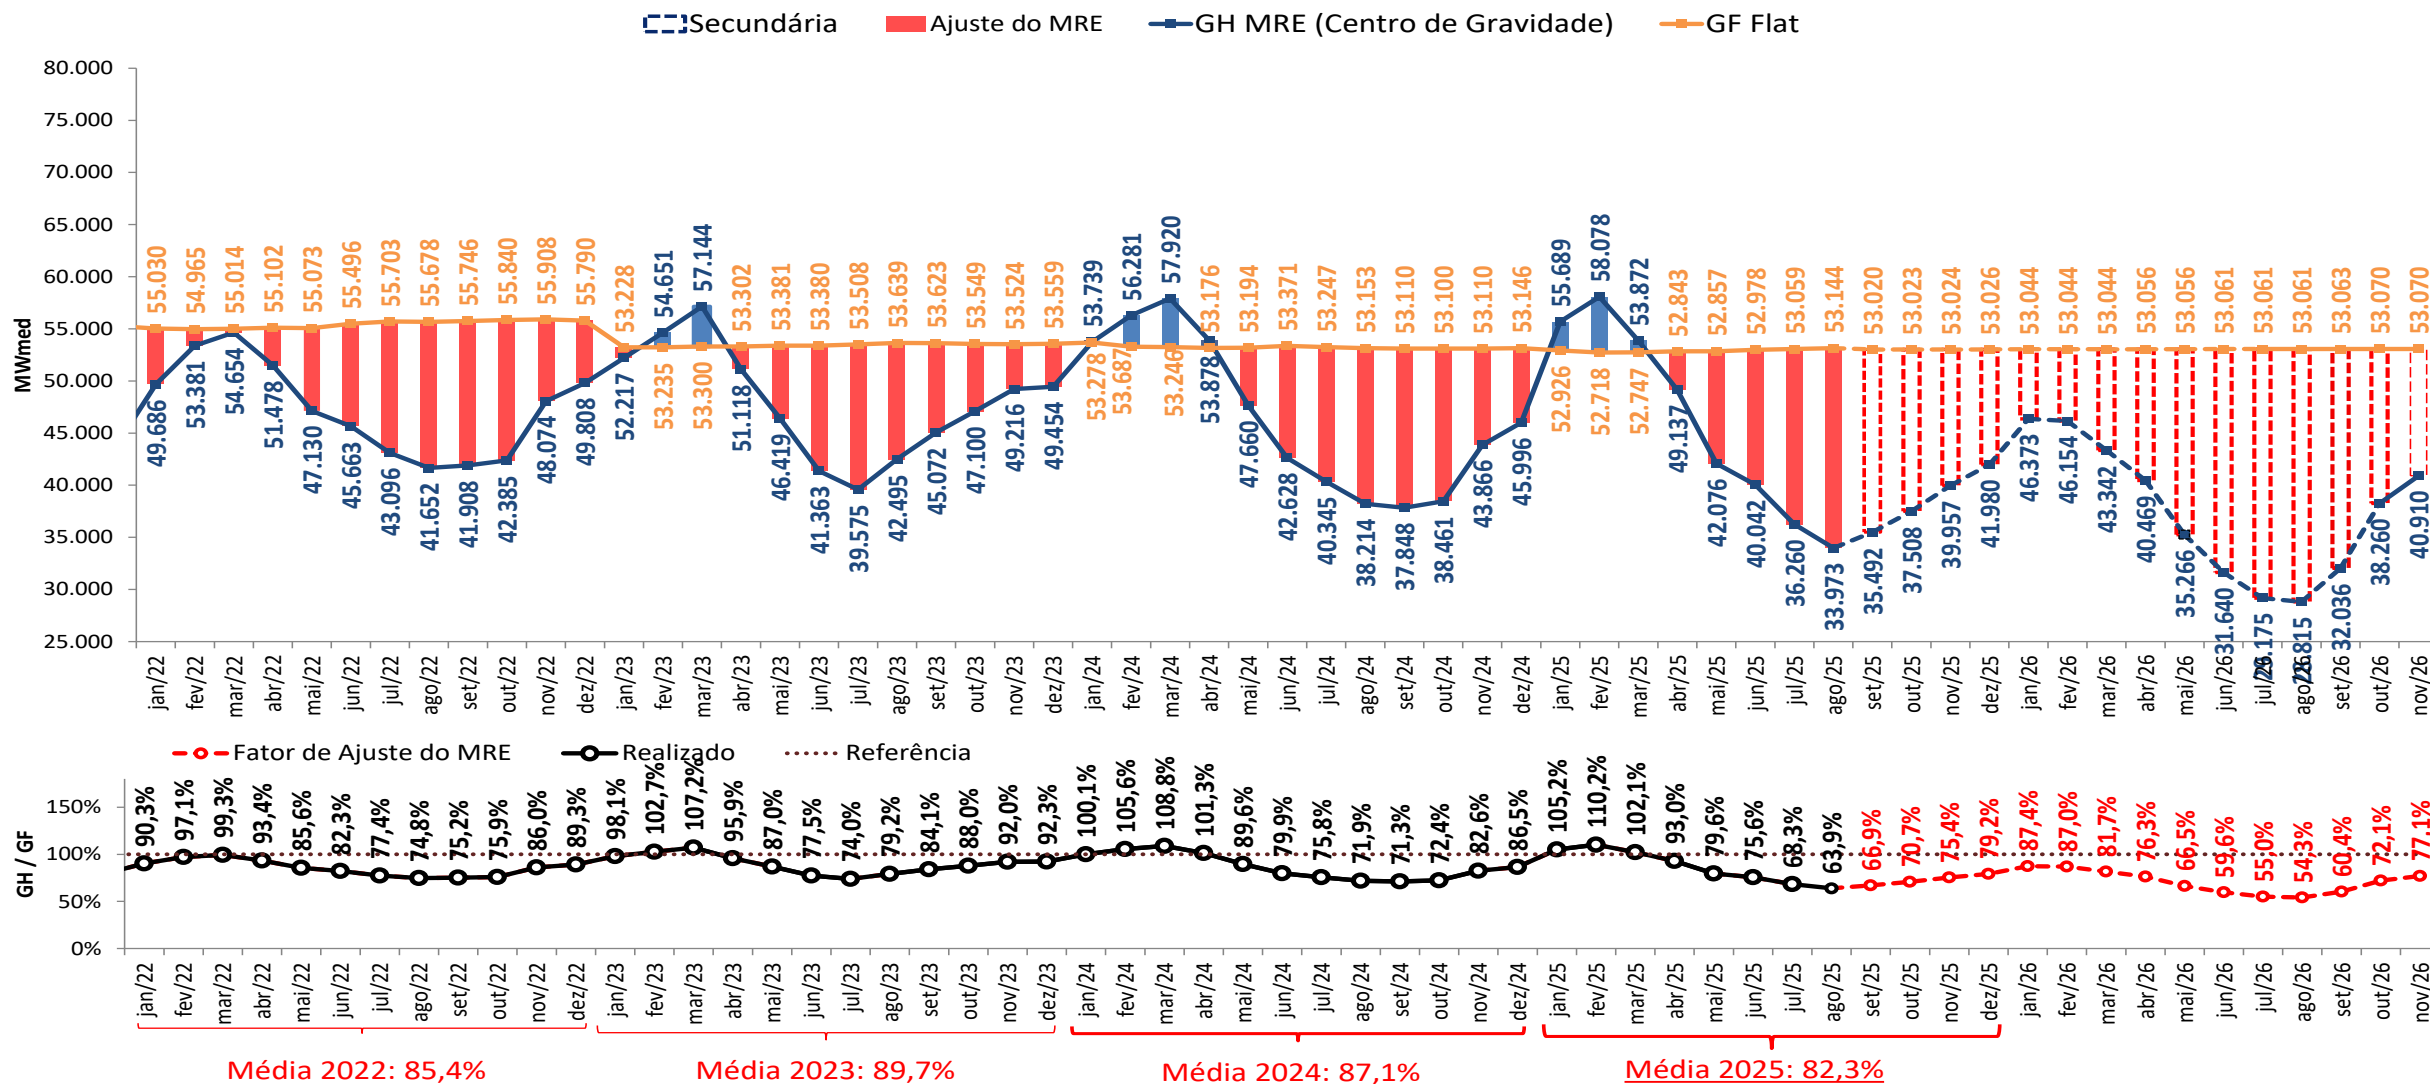 Secundária Ajuste do MRE GH MRE (Centro de Gravidade) GF Flat
MWmed
80.000
75.000
70.000
65.000
60.000
55.000
50.000
45.000
40.000
35.000
30.000
25.000
55.030 54.965 55.014 55.102 55.073 55.496 55.703 55.678 55.746 55.840 55.908 55.790 53.228 53.235 53.300 53.302 53.381 53.380 53.508 53.639 53.623 53.549 53.524 53.559 53.278 53.687 53.246 53.176 53.194 53.371 53.247 53.153 53.110 53.100 53.110 53.146 52.926 52.718 52.747 52.843 52.857 52.978 53.059 53.144 53.020 53.023 53.024 53.026 53.044 53.044 53.044 53.056 53.056 53.061 53.061 53.061 53.063 53.070 53.070
49.686 53.381 54.654 51.478 47.130 45.663 43.096 41.652 41.908 42.385 48.074 49.808 52.217 54.651 57.144 51.118 46.419 41.363 39.575 42.495 45.072 47.100 49.216 49.454 53.739 56.281 57.920 53.878 47.660 42.628 40.345 38.214 37.848 38.461 43.866 45.996 55.689 58.078 53.872 49.137 42.076 40.042 36.260 33.973 35.492 37.508 39.957 41.980 46.373 46.154 43.342 40.469 35.266 31.640 29.175 28.815 32.036 38.260 40.910
jan/22 fev/22 mar/22 abr/22 mai/22 jun/22 jul/22 ago/22 set/22 out/22 nov/22 dez/22 jan/23 fev/23 mar/23 abr/23 mai/23 jun/23 jul/23 ago/23 set/23 out/23 nov/23 dez/23 jan/24 fev/24 mar/24 abr/24 mai/24 jun/24 jul/24 ago/24 set/24 out/24 nov/24 dez/24 jan/25 fev/25 mar/25 abr/25 mai/25 jun/25 jul/25 ago/25 set/25 out/25 nov/25 dez/25 jan/26 fev/26 mar/26 abr/26 mai/26 jun/26 jul/26 ago/26 set/26 out/26 nov/26
Fator de Ajuste do MRE Realizado Referência
GH / GF
150%
100%
50%
0%
90,3% 97,1% 99,3% 93,4% 85,6% 82,3% 77,4% 74,8% 75,2% 75,9% 86,0% 89,3% 98,1% 102,7% 107,2% 95,9% 87,0% 77,5% 74,0% 79,2% 84,1% 88,0% 92,0% 92,3% 100,1% 105,6% 108,8% 101,3% 89,6% 79,9% 75,8% 71,9% 71,3% 72,4% 82,6% 86,5% 105,2% 110,2% 102,1% 93,0% 79,6% 75,6% 68,3% 63,9% 66,9% 70,7% 75,4% 79,2% 87,4% 87,0% 81,7% 76,3% 66,5% 59,6% 55,0% 54,3% 60,4% 72,1% 77,1%
jan/22 fev/22 mar/22 abr/22 mai/22 jun/22 jul/22 ago/22 set/22 out/22 nov/22 dez/22 jan/23 fev/23 mar/23 abr/23 mai/23 jun/23 jul/23 ago/23 set/23 out/23 nov/23 dez/23 jan/24 fev/24 mar/24 abr/24 mai/24 jun/24 jul/24 ago/24 set/24 out/24 nov/24 dez/24 jan/25 fev/25 mar/25 abr/25 mai/25 jun/25 jul/25 ago/25 set/25 out/25 nov/25 dez/25 jan/26 fev/26 mar/26 abr/26 mai/26 jun/26 jul/26 ago/26 set/26 out/26 nov/26
Média 2022: 85,4% Média 2023: 89,7% Média 2024: 87,1% Média 2025: 82,3%